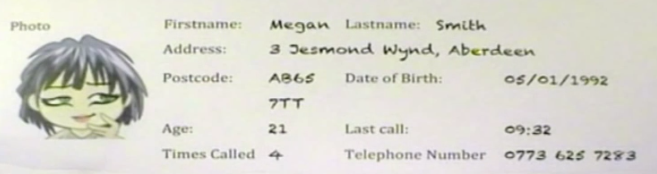 Photo
Firstname: Megan Lastname: Smith
Address: 3 Jesmond Wynd, Aberdeen
Postcode: AB65 Date of Birth: 05/01/1992
7TT
Age: 21 Last call: 09:32
Times Called 4 Telephone Number 0773 625 7283